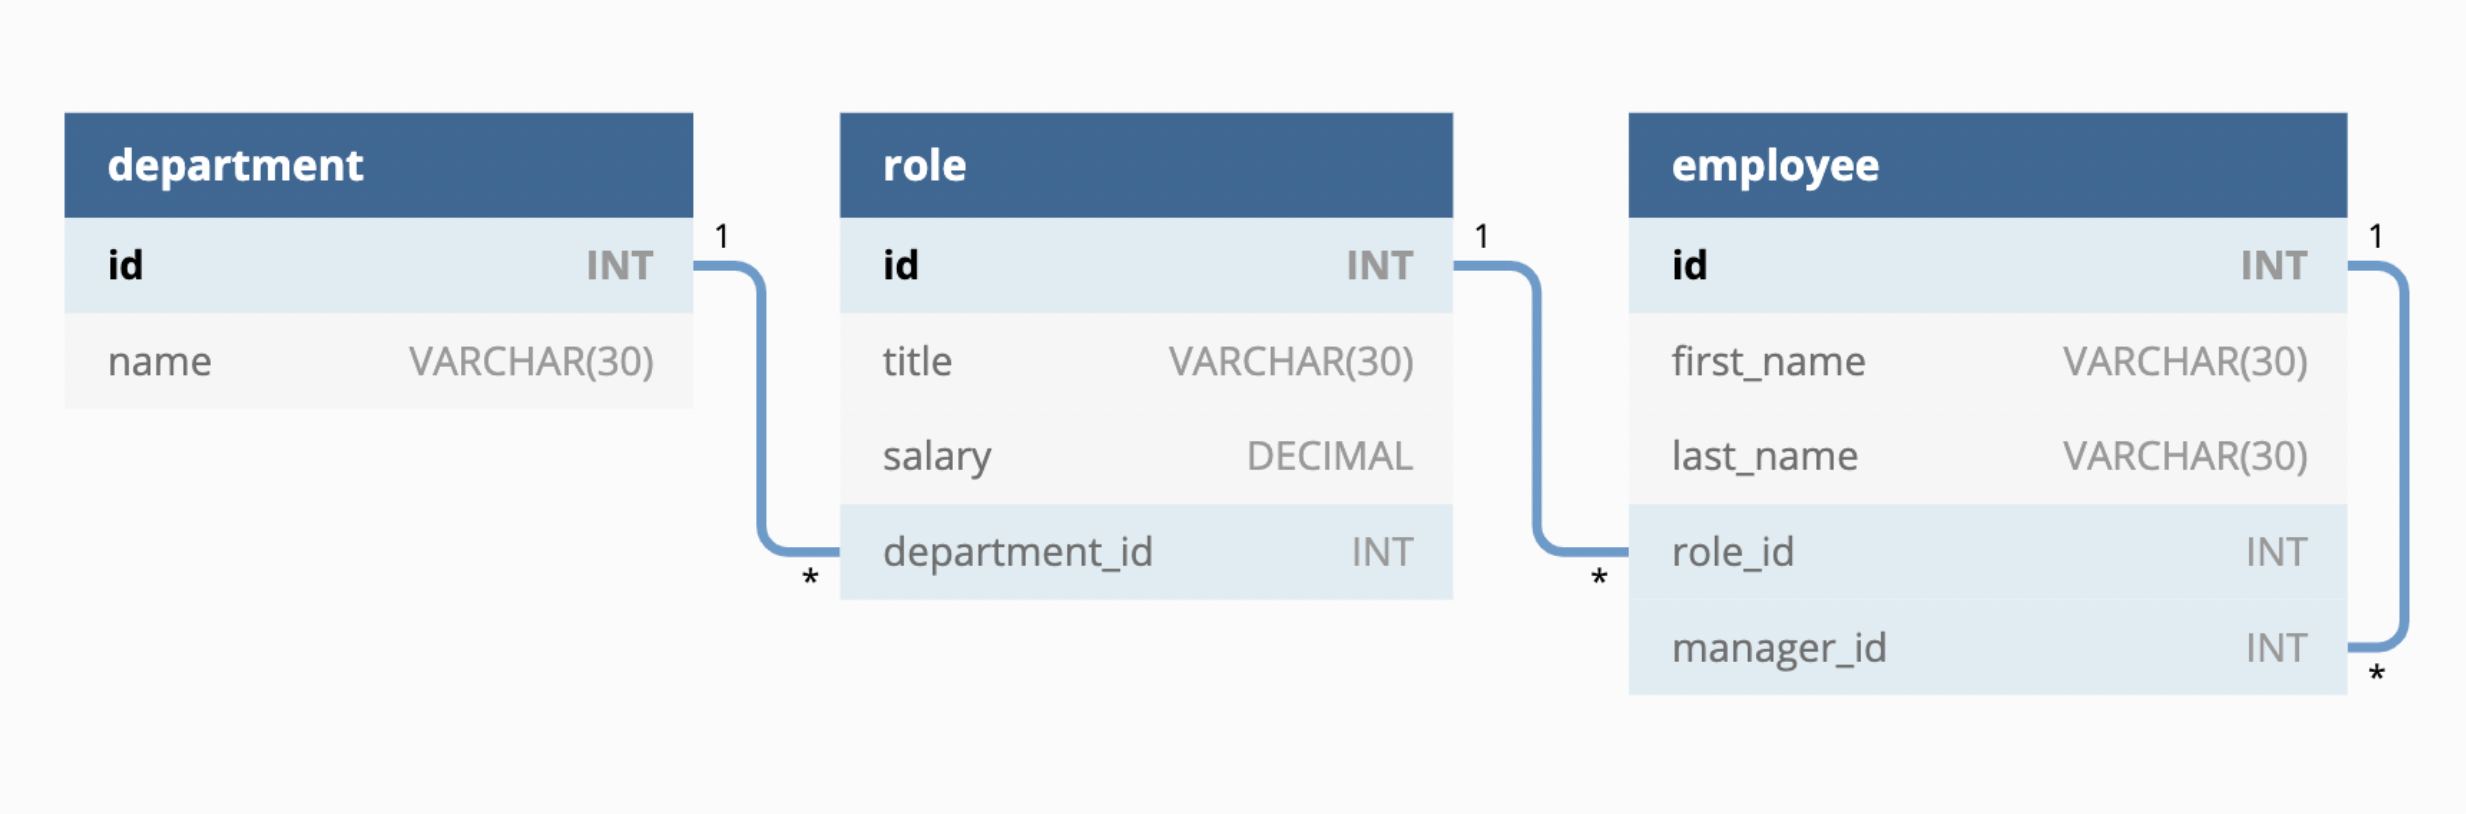 department
id INT
name VARCHAR(30)
1
*
role
id INT
title VARCHAR(30)
salary DECIMAL
department_id INT
1
*
employee
id INT
first_name VARCHAR(30)
last_name VARCHAR(30)
role_id INT
manager_id INT
1
*